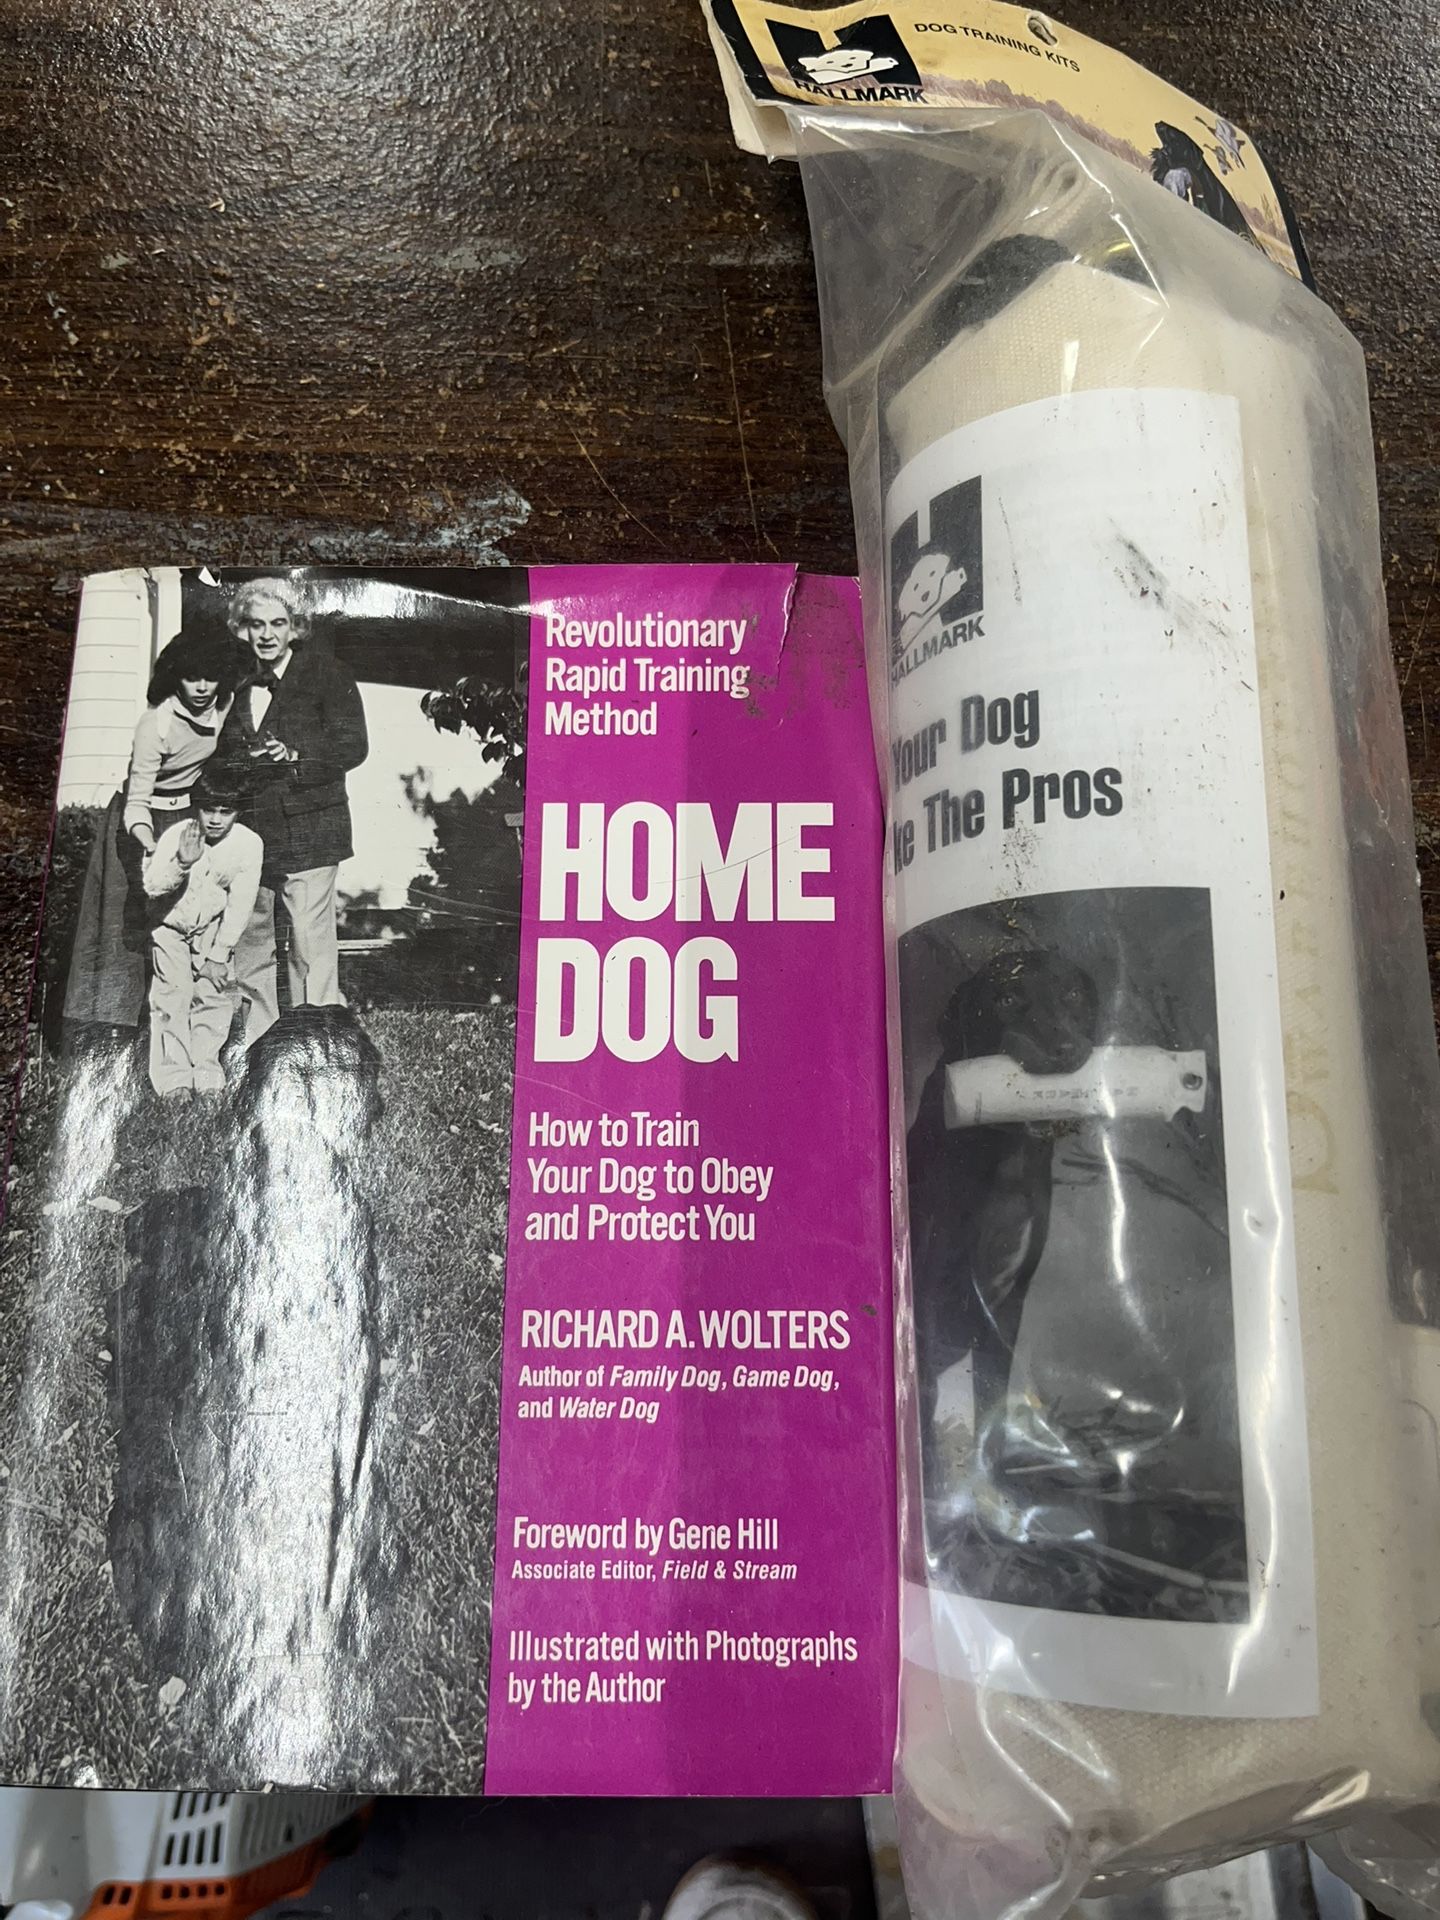 Revolutionary
Rapid Training
Method
HOME
DOG
How to Train
Your Dog to Obey
and Protect You
RICHARD A. WOLTERS
Author of Family Dog, Game Dog,
and Water Dog
Foreword by Gene Hill
Associate Editor, Field & Stream
Illustrated with Photographs
by the Author
HALLMARK
DOG TRAINING KITS
HALLMARK
Your Dog
The Pros